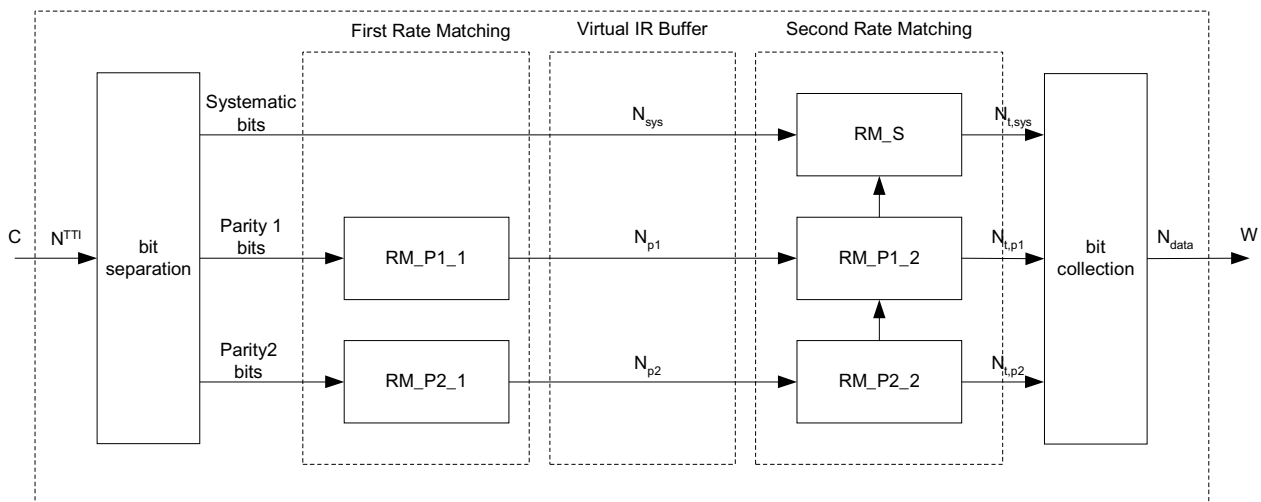 First Rate Matching
Virtual IR Buffer
Second Rate Matching
Systematic
bits
N_sys
RM_S
N_t,sys
C
N^TTI
bit
separation
Parity 1
bits
RM_P1_1
N_p1
RM_P1_2
N_t,p1
bit
collection
N_data
W
Parity2
bits
RM_P2_1
N_p2
RM_P2_2
N_t,p2